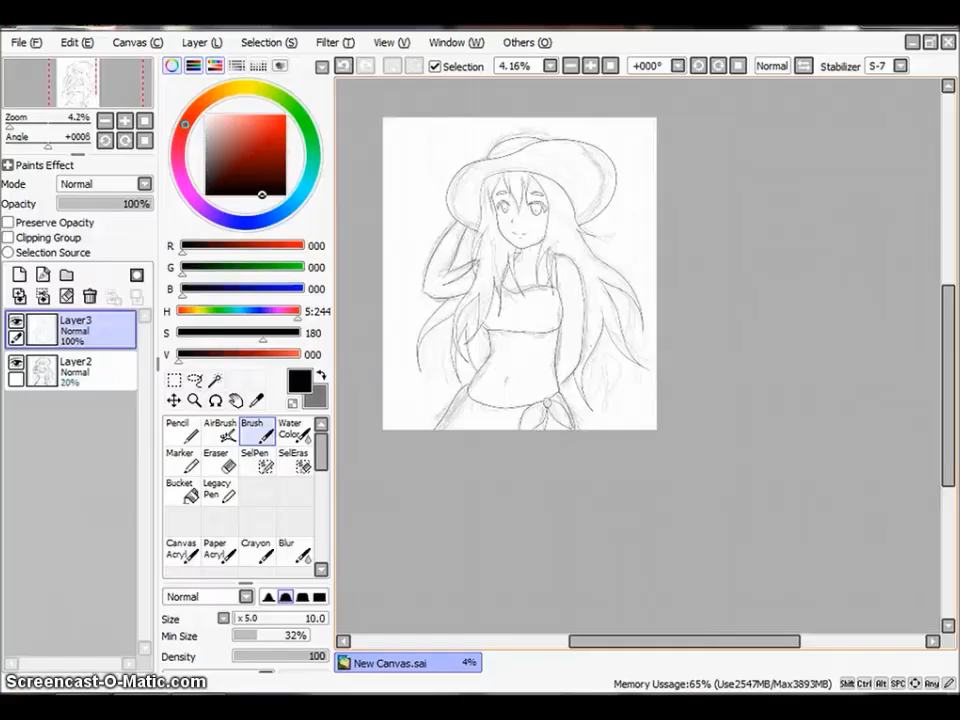 File (F) Edit (E) Canvas (C) Layer (L) Selection (S) Filter (T) View (V) Window (W) Others (O)
Selection 4.16% +000° Normal Stabilizer S-7
Zoom 4.2%
Angle +000δ
Paints Effect
Mode Normal
Opacity 100%
Preserve Opacity
Clipping Group
Selection Source
Layer3
Normal
100%
Layer2
Normal
20%
R 000
G 000
B 000
H S:244
S 180
V 000
Pencil AirBrush Brush Water Color
Marker Eraser SelPen SelEras
Bucket Legacy Pen
Canvas Acryl Paper Acryl Crayon Blur
Normal
Size x 5.0 10.0
Min Size 32%
Density 100
New Canvas.sai 4%
Memory Ussage:65% (Use2547MB/Max3893MB) Shift Ctrl Alt SPC Any
Screencast-O-Matic.com